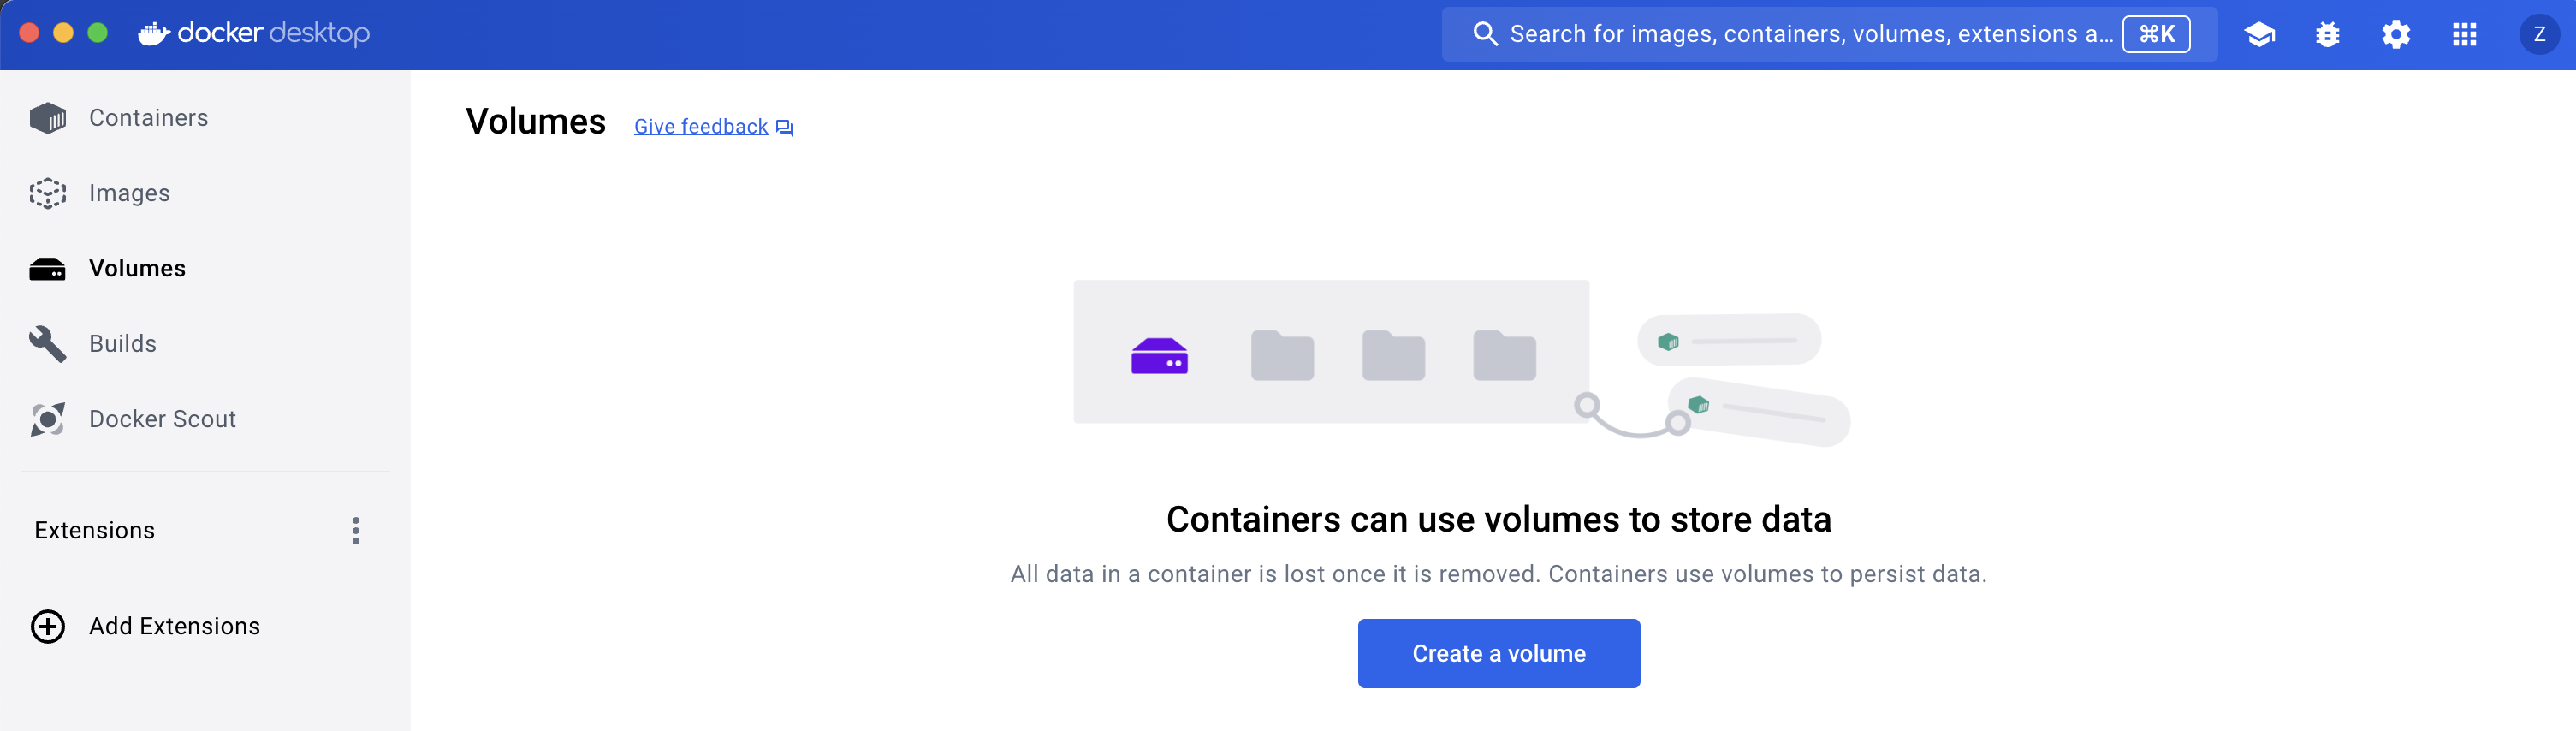 docker desktop
Search for images, containers, volumes, extensions a...
⌘K
Z
Containers
Images
Volumes
Builds
Docker Scout
Extensions
Add Extensions
Volumes
Give feedback
Containers can use volumes to store data
All data in a container is lost once it is removed. Containers use volumes to persist data.
Create a volume